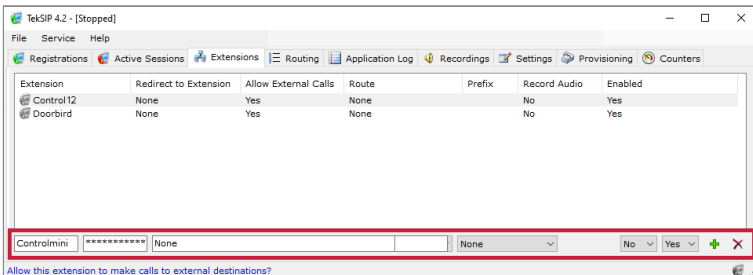 TekSIP 4.2 - [Stopped]
File Service Help
Registrations Active Sessions Extensions Routing Application Log Recordings Settings Provisioning Counters
Extension Redirect to Extension Allow External Calls Route Prefix Record Audio Enabled
Control12 None Yes None No Yes
Doorbird None Yes None No Yes
Controlmini *********** None None No Yes
Allow this extension to make calls to external destinations?